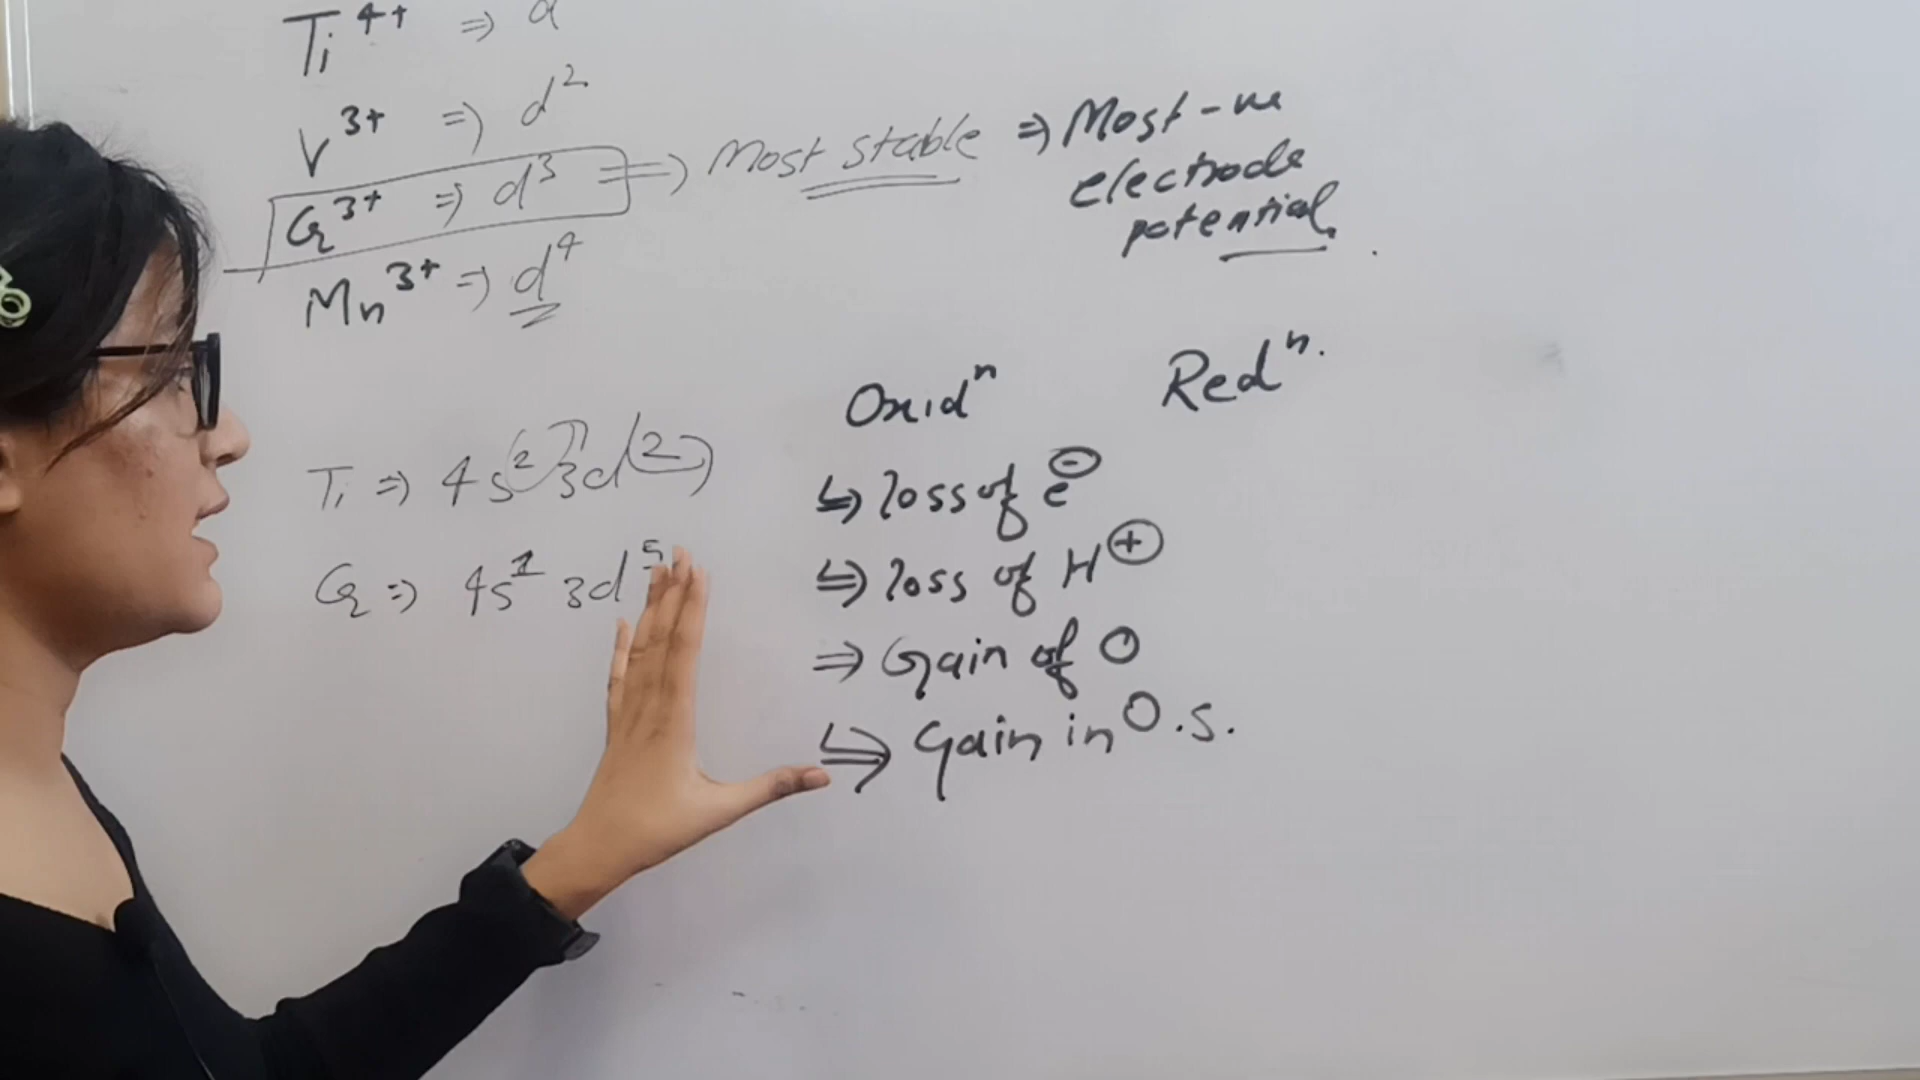 Ti⁴⁺ ⇒ d
V³⁺ ⇒ d²
Cr³⁺ ⇒ d³ ⇒ Most stable ⇒ Most -ve
electrode
potential.
Mn³⁺ ⇒ d⁴
Oxidⁿ Redⁿ.
Ti ⇒ 4s² 3d²
↳ loss of e⊖
Cr ⇒ 4s¹ 3d⁵
↳ loss of H⊕
⇒ Gain of O
↳ Gain in O.S.